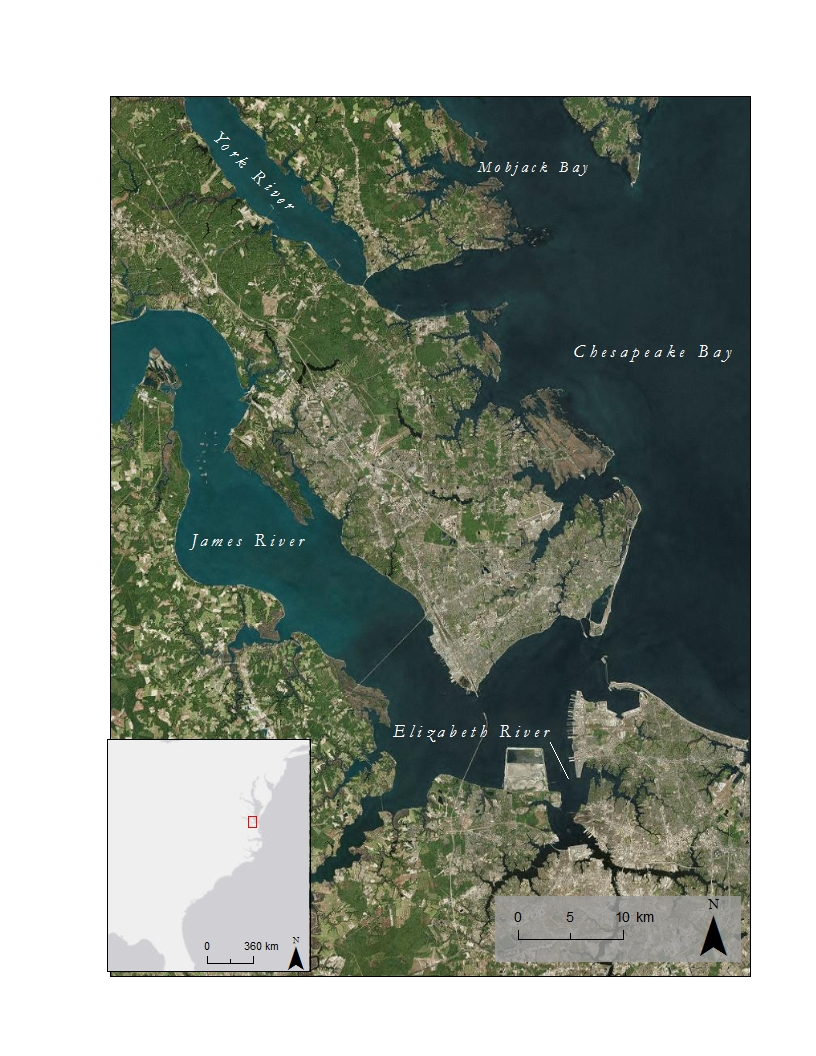 York River
Mobjack Bay
Chesapeake Bay
James River
Elizabeth River
N
0 5 10 km
0 360 km
N